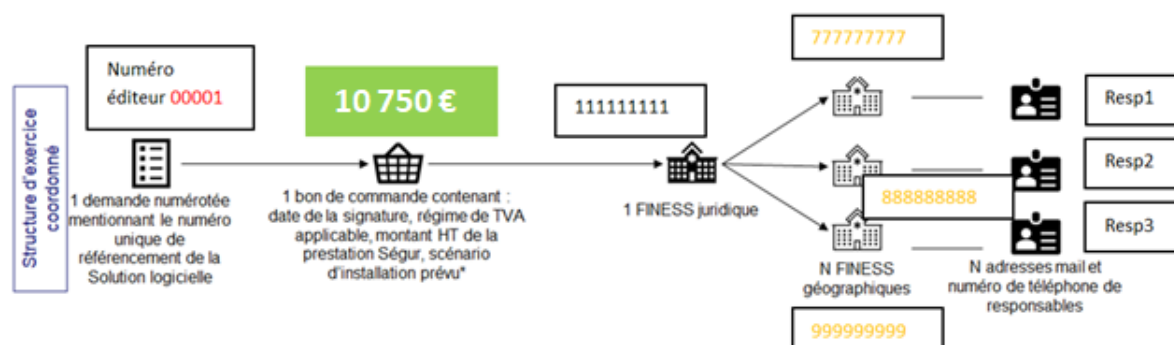 Structure d'exercice
coordonné
Numéro
éditeur 00001
1 demande numérotée
mentionnant le numéro
unique de
référencement de la
Solution logicielle
10 750 €
1 bon de commande contenant :
date de la signature, régime de TVA
applicable, montant HT de la
prestation Ségur, scénario
d'installation prévu*
111111111
1 FINESS juridique
777777777
888888888
N FINESS
géographiques
999999999
Resp1
Resp2
Resp3
N adresses mail et
numéro de téléphone de
responsables